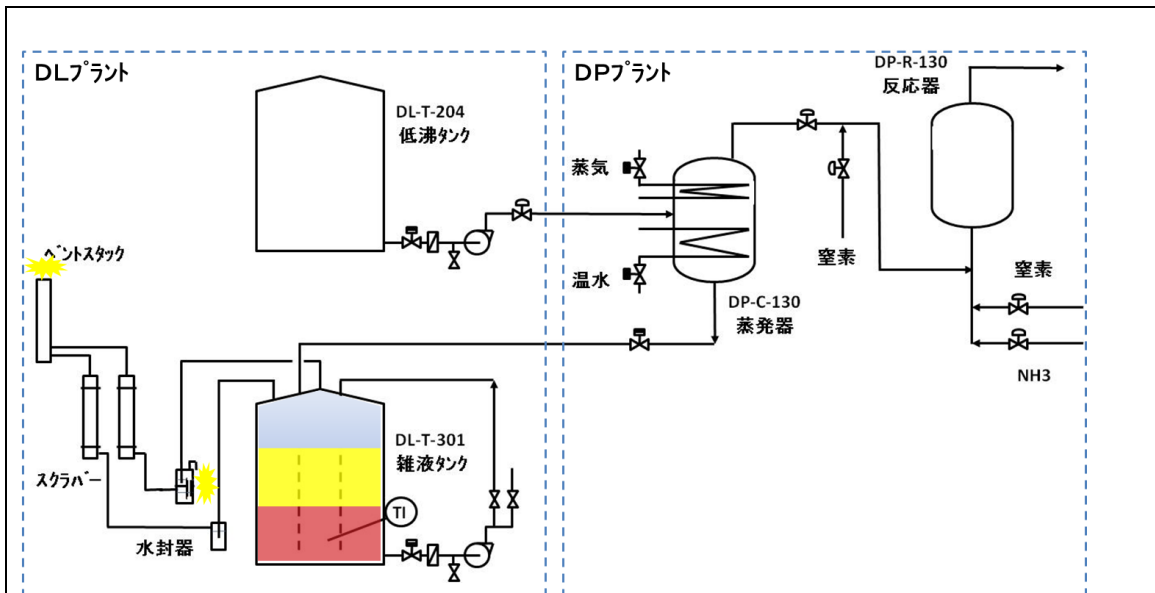 DLプラント
DPプラント
DP-R-130
反応器
DL-T-204
低沸タンク
蒸気
ベントスタック
窒素
温水
窒素
DP-C-130
蒸発器
NH3
DL-T-301
雑液タンク
スクラバー
TI
水封器